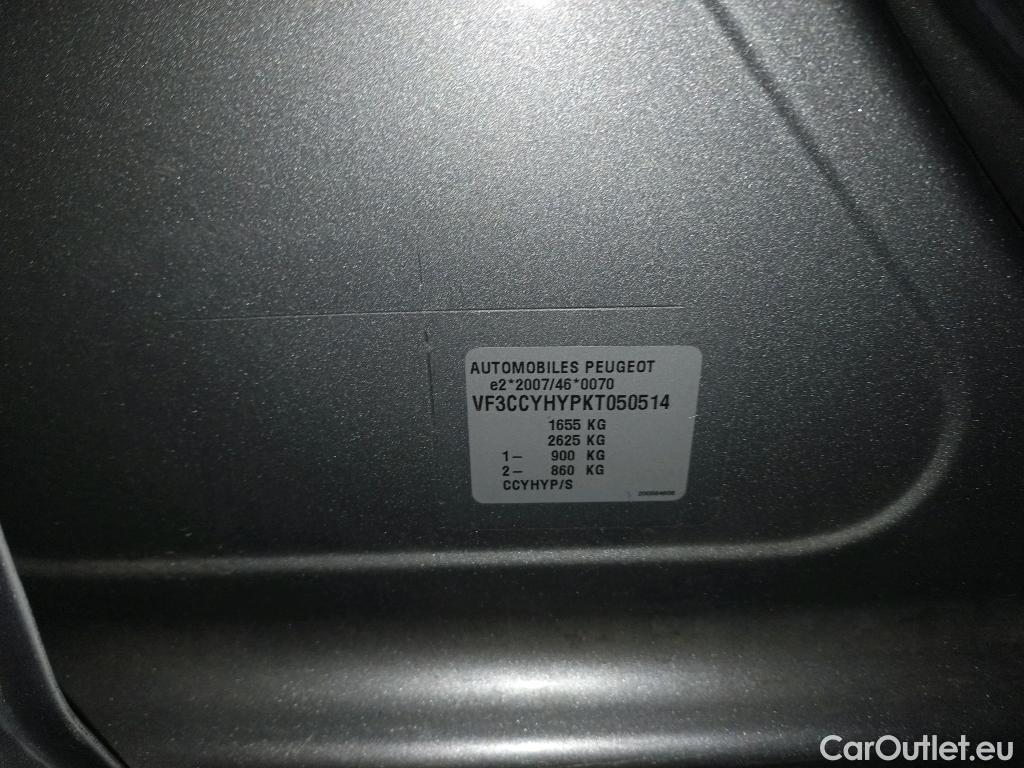 AUTOMOBILES PEUGEOT
e2*2007/46*0070
VF3CCYHYPKT050514
1655 KG
2625 KG
1– 900 KG
2– 860 KG
CCYHYP/S
CarOutlet.eu